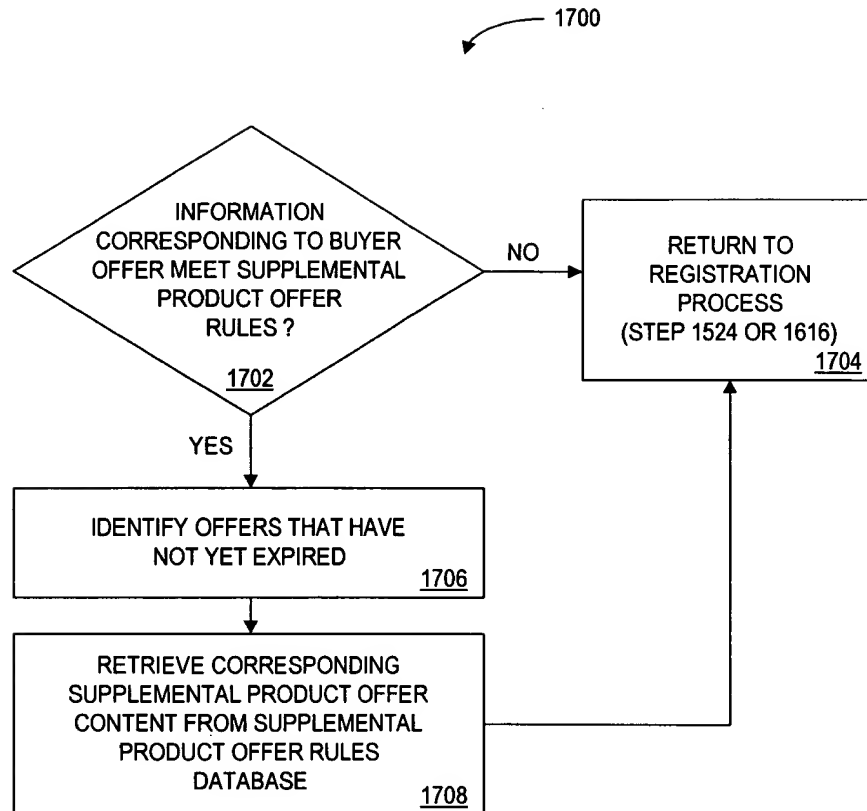 1700
INFORMATION
CORRESPONDING TO BUYER
OFFER MEET SUPPLEMENTAL
PRODUCT OFFER
RULES ?
1702
NO
RETURN TO
REGISTRATION
PROCESS
(STEP 1524 OR 1616)
1704
YES
IDENTIFY OFFERS THAT HAVE
NOT YET EXPIRED
1706
RETRIEVE CORRESPONDING
SUPPLEMENTAL PRODUCT OFFER
CONTENT FROM SUPPLEMENTAL
PRODUCT OFFER RULES
DATABASE
1708